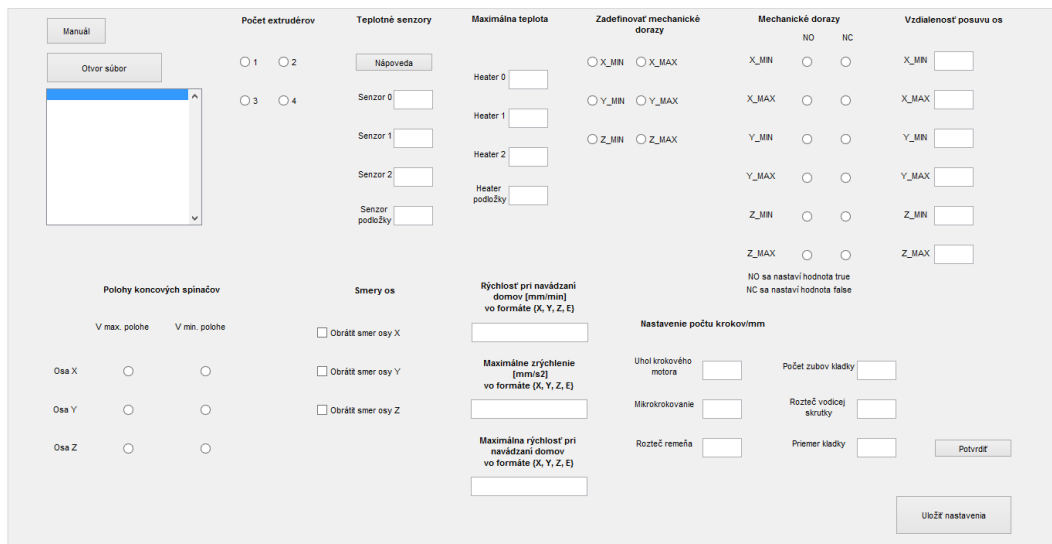 Manuál
Otvor súbor
Počet extrudérov
1
2
3
4
Teplotné senzory
Nápoveda
Senzor 0
Senzor 1
Senzor 2
Senzor
podložky
Maximálna teplota
Heater 0
Heater 1
Heater 2
Heater
podložky
Zadefinovať mechanické
dorazy
X_MIN
X_MAX
Y_MIN
Y_MAX
Z_MIN
Z_MAX
Mechanické dorazy
NO
NC
X_MIN
X_MAX
Y_MIN
Y_MAX
Z_MIN
Z_MAX
NO sa nastaví hodnota true
NC sa nastaví hodnota false
Vzdialenosť posuvu os
X_MIN
X_MAX
Y_MIN
Y_MAX
Z_MIN
Z_MAX
Polohy koncových spínačov
V max. polohe
V min. polohe
Osa X
Osa Y
Osa Z
Smery os
Obrátiť smer osy X
Obrátiť smer osy Y
Obrátiť smer osy Z
Rýchlosť pri navádzaní
domov [mm/min]
vo formáte {X, Y, Z, E}
Maximálne zrýchlenie
[mm/s2]
vo formáte {X, Y, Z, E}
Maximálna rýchlosť pri
navádzaní domov
vo formáte {X, Y, Z, E}
Nastavenie počtu krokov/mm
Uhol krokového
motora
Mikrokrokovanie
Rozteč remeňa
Počet zubov kladky
Rozteč vodicej
skrutky
Priemer kladky
Potvrdiť
Uložiť nastavenia